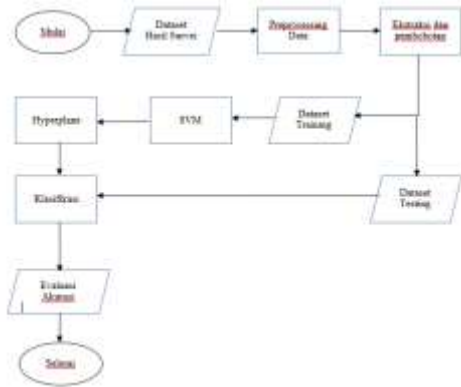 Mulai
Dataset
Hasil Survei
Preprocessing
Data
Ekstraksi dan
pembobotan
Hyperplane
SVM
Dataset
Training
Klasifikasi
Dataset
Testing
Evaluasi
Akurasi
Selesai